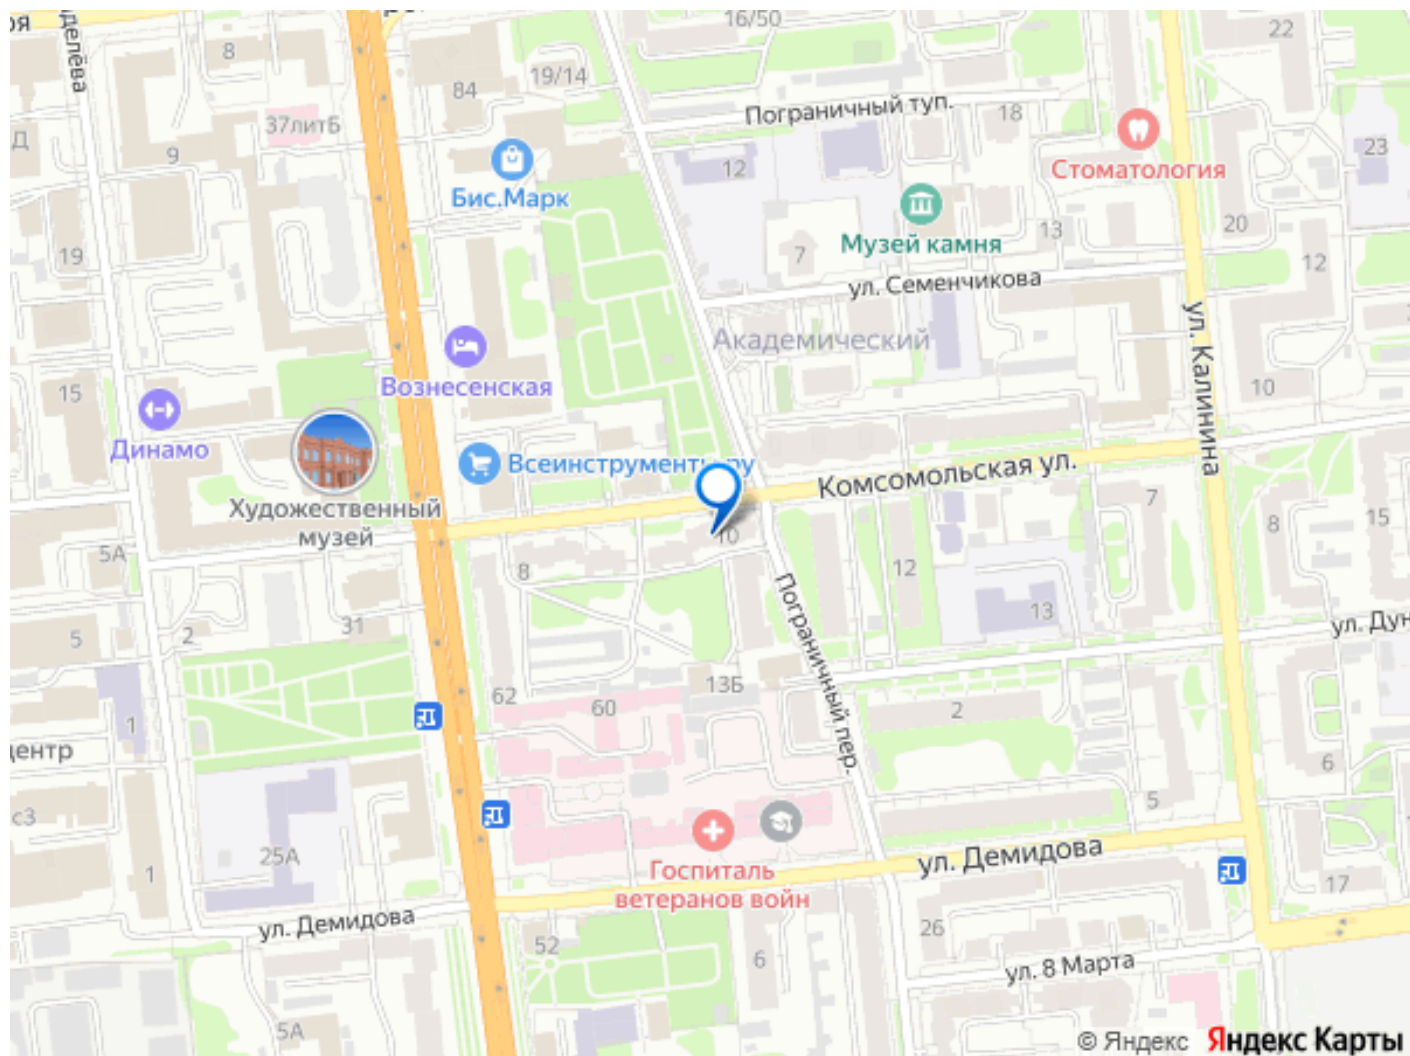 16/50
22
8
19/14
84
Пограничный туп.
18
37литБ
Д
9
12
23
Стоматология
Бис.Марк
20
13
Музей камня
7
19
12
ул. Семенчикова
Академический
ул. Калинина
Вознесенская
10
15
Динамо
Всеинструменты.ру
Комсомольская ул.
Художественный
музей
7
8
15
10
5А
8
12
13
Пограничный пер.
ул. Дун
31
2
5
13Б
62
60
2
1
центр
6
5
с3
25А
1
Госпиталь
ветеранов войн
ул. Демидова
17
ул. Демидова
26
52
6
ул. 8 Марта
5А
© Яндекс Яндекс Карты